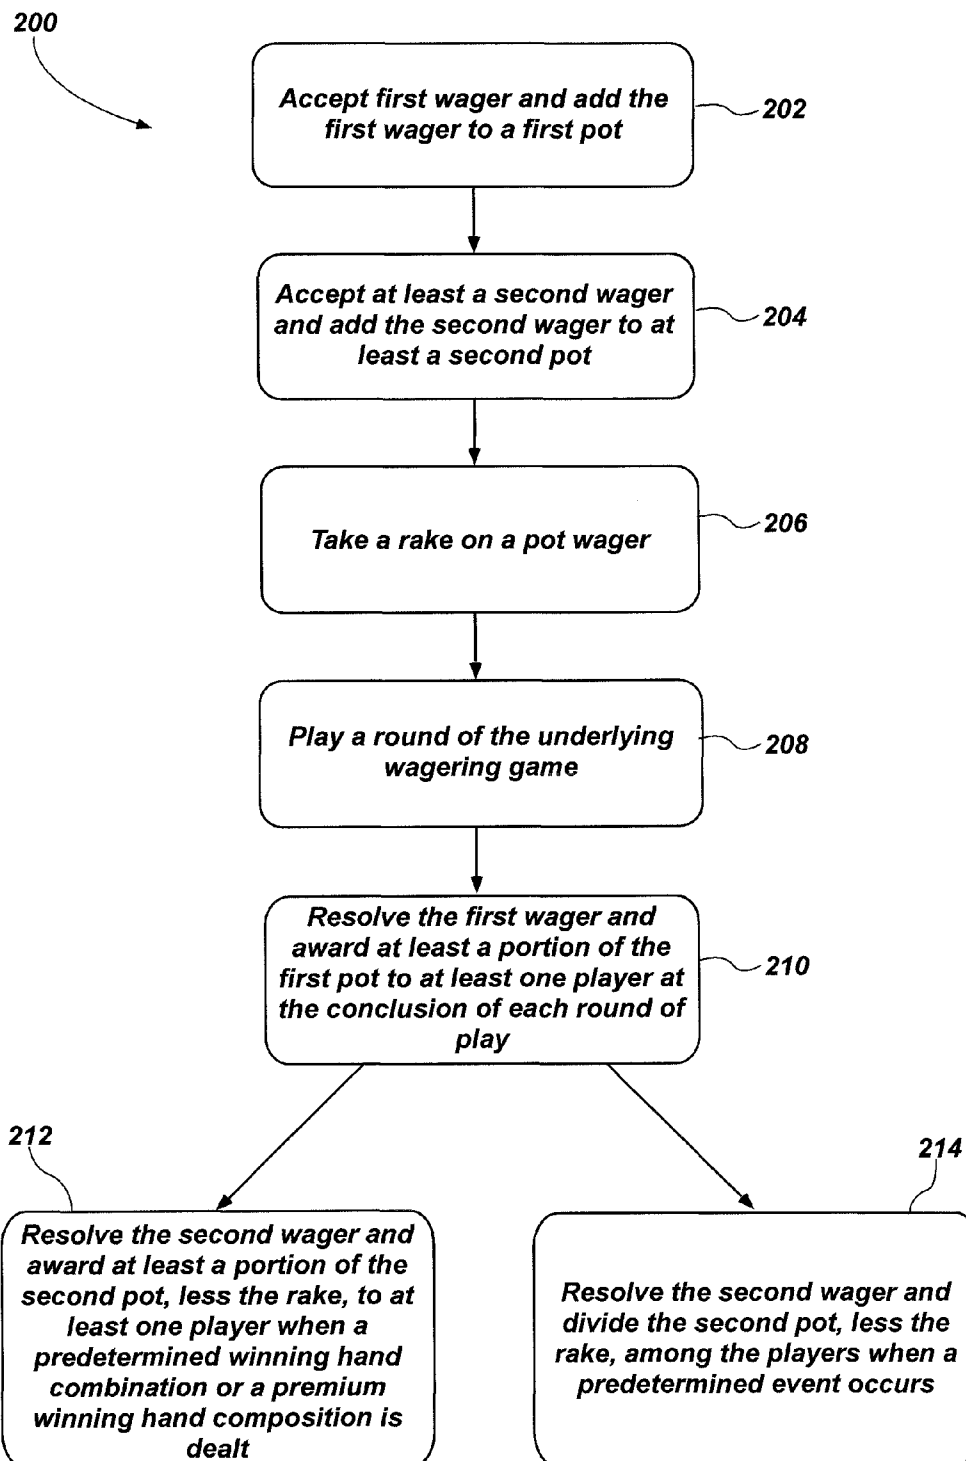 200
Accept first wager and add the
first wager to a first pot
202
Accept at least a second wager
and add the second wager to at
least a second pot
204
Take a rake on a pot wager
206
Play a round of the underlying
wagering game
208
Resolve the first wager and
award at least a portion of the
first pot to at least one player at
the conclusion of each round of
play
210
212
Resolve the second wager and
award at least a portion of the
second pot, less the rake, to at
least one player when a
predetermined winning hand
combination or a premium
winning hand composition is
dealt
214
Resolve the second wager and
divide the second pot, less the
rake, among the players when a
predetermined event occurs